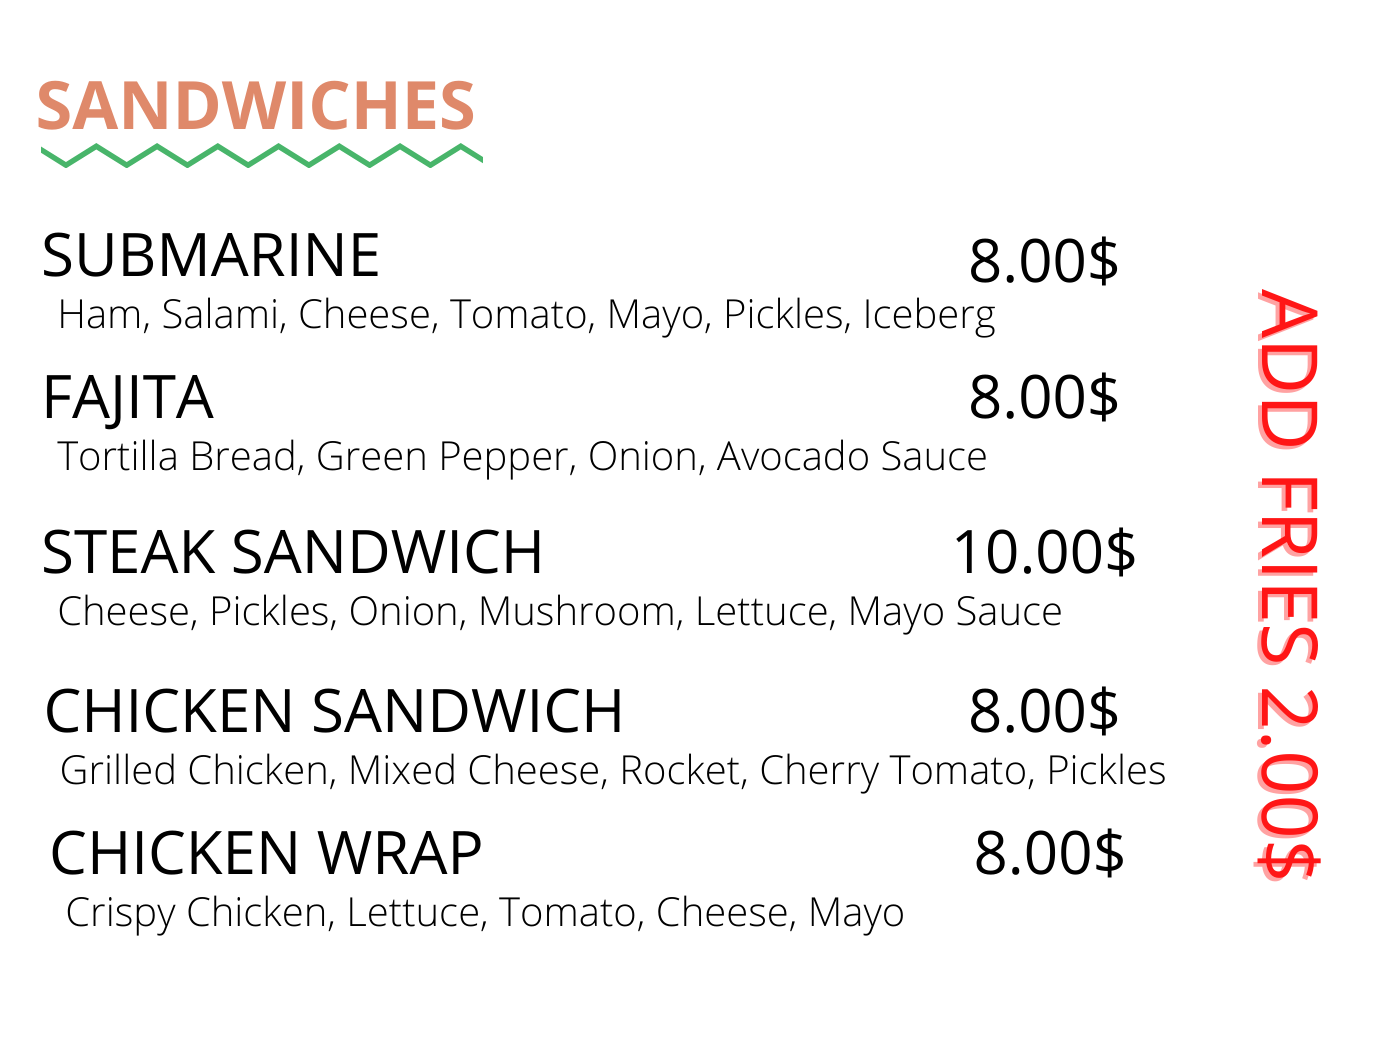 SANDWICHES
SUBMARINE 8.00$
Ham, Salami, Cheese, Tomato, Mayo, Pickles, Iceberg
FAJITA 8.00$
Tortilla Bread, Green Pepper, Onion, Avocado Sauce
STEAK SANDWICH 10.00$
Cheese, Pickles, Onion, Mushroom, Lettuce, Mayo Sauce
CHICKEN SANDWICH 8.00$
Grilled Chicken, Mixed Cheese, Rocket, Cherry Tomato, Pickles
CHICKEN WRAP 8.00$
Crispy Chicken, Lettuce, Tomato, Cheese, Mayo
ADD FRIES 2.00$